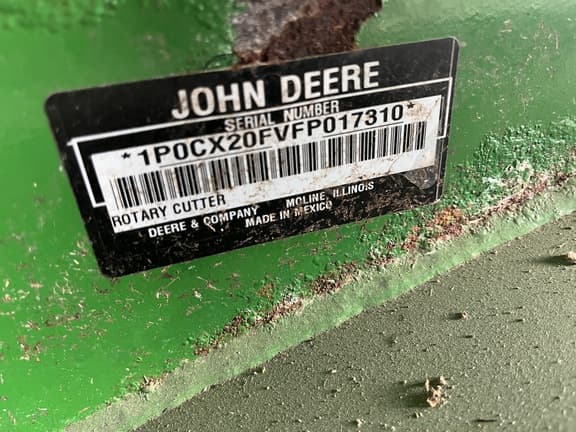 JOHN DEERE
SERIAL NUMBER
*1P0CX20FVFP017310*
ROTARY CUTTER
DEERE & COMPANY MOLINE, ILLINOIS
MADE IN MEXICO